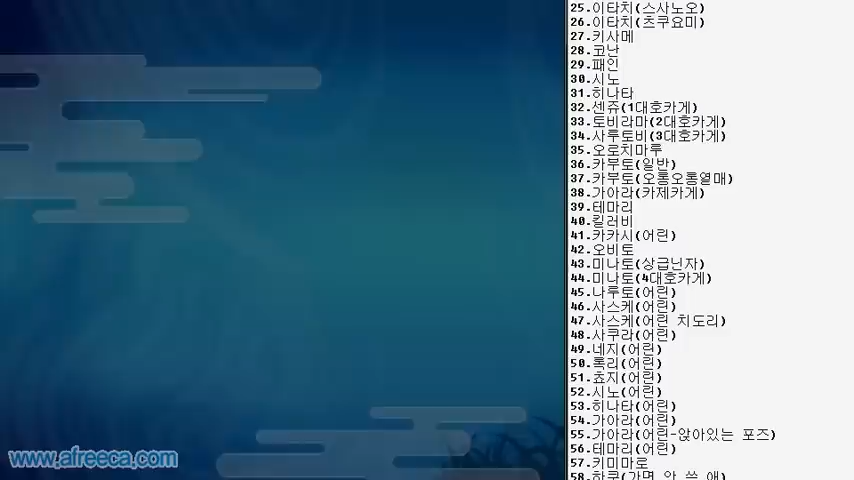 25.이타치(스사노오)
26.이타치(츠쿠요미)
27.키사메
28.코난
29.패인
30.시노
31.히나타
32.센쥬(1대호카게)
33.토비라마(2대호카게)
34.사루토비(3대호카게)
35.오로치마루
36.카부토(일반)
37.카부토(오통오통열매)
38.가아라(카제카게)
39.테마리
40.킬러비
41.카카시(어린)
42.오비토
43.미나토(상급닌자)
44.미나토(4대호카게)
45.나루토(어린)
46.사스케(어린)
47.사스케(어린 치도리)
48.사쿠라(어린)
49.네지(어린)
50.록리(어린)
51.쵸지(어린)
52.시노(어린)
53.히나타(어린)
54.가아라(어린)
55.가아라(어린-앉아있는 포즈)
56.테마리(어린)
57.키미마로
58.하쿠(가면 안 쓴 애)
www.afreeca.com